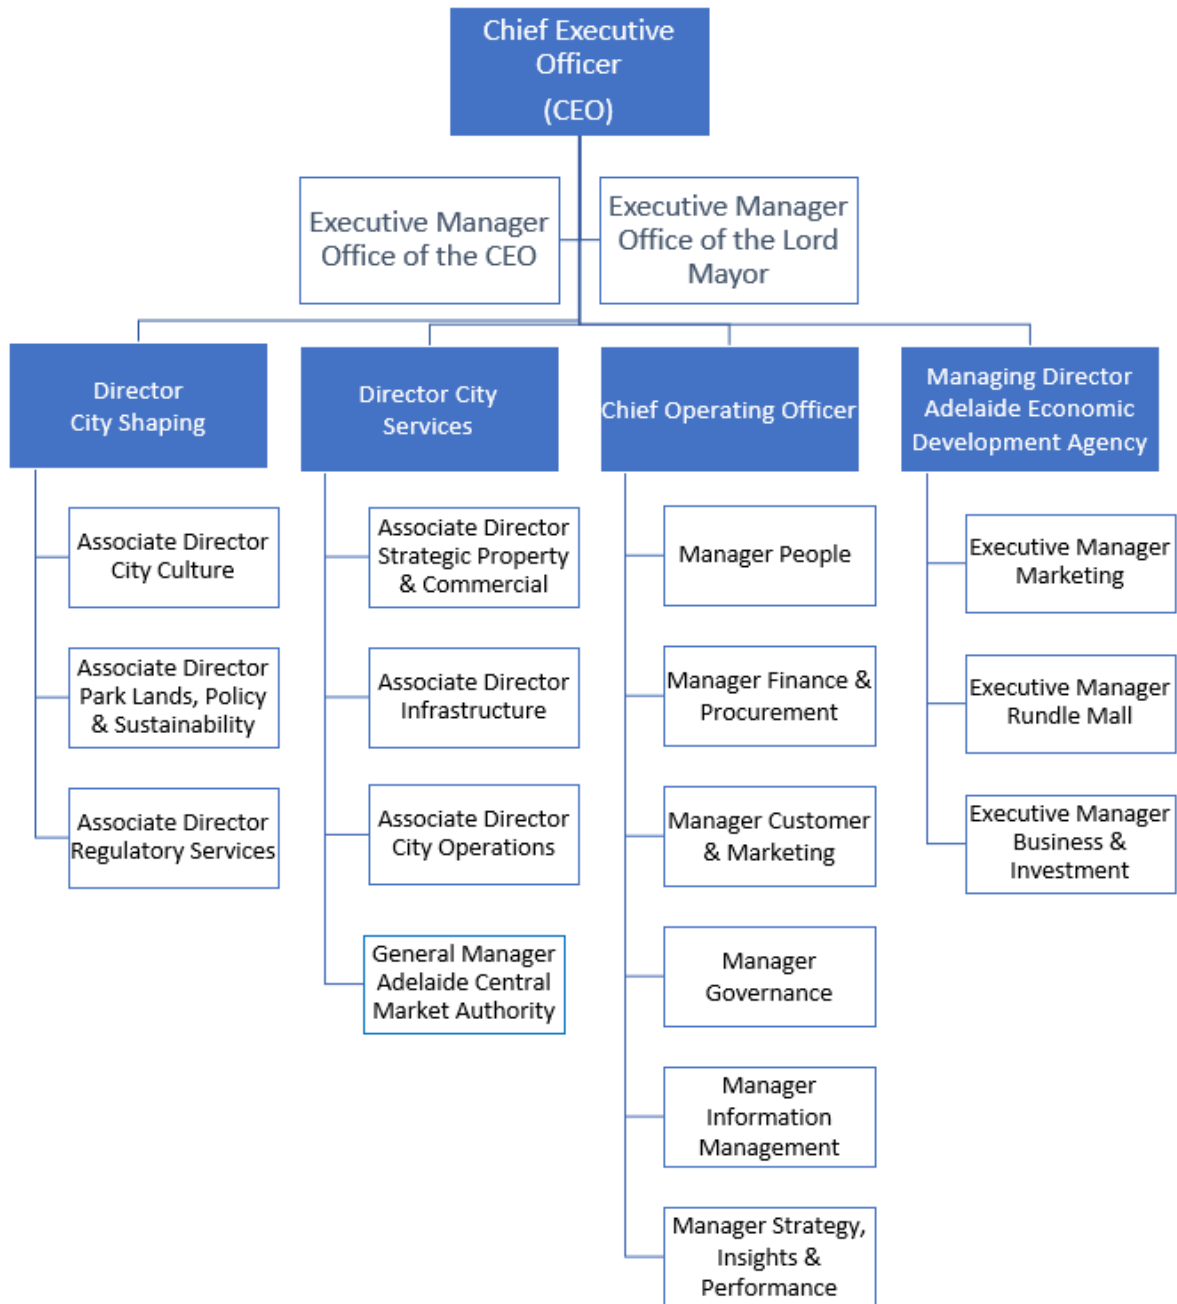 Chief Executive
Officer
(CEO)
Executive Manager
Office of the CEO
Executive Manager
Office of the Lord
Mayor
Director
City Shaping
Director City
Services
Chief Operating Officer
Managing Director
Adelaide Economic
Development Agency
Associate Director
City Culture
Associate Director
Park Lands, Policy
& Sustainability
Associate Director
Regulatory Services
Associate Director
Strategic Property
& Commercial
Associate Director
Infrastructure
Associate Director
City Operations
General Manager
Adelaide Central
Market Authority
Manager People
Manager Finance &
Procurement
Manager Customer
& Marketing
Manager
Governance
Manager
Information
Management
Manager Strategy,
Insights &
Performance
Executive Manager
Marketing
Executive Manager
Rundle Mall
Executive Manager
Business &
Investment